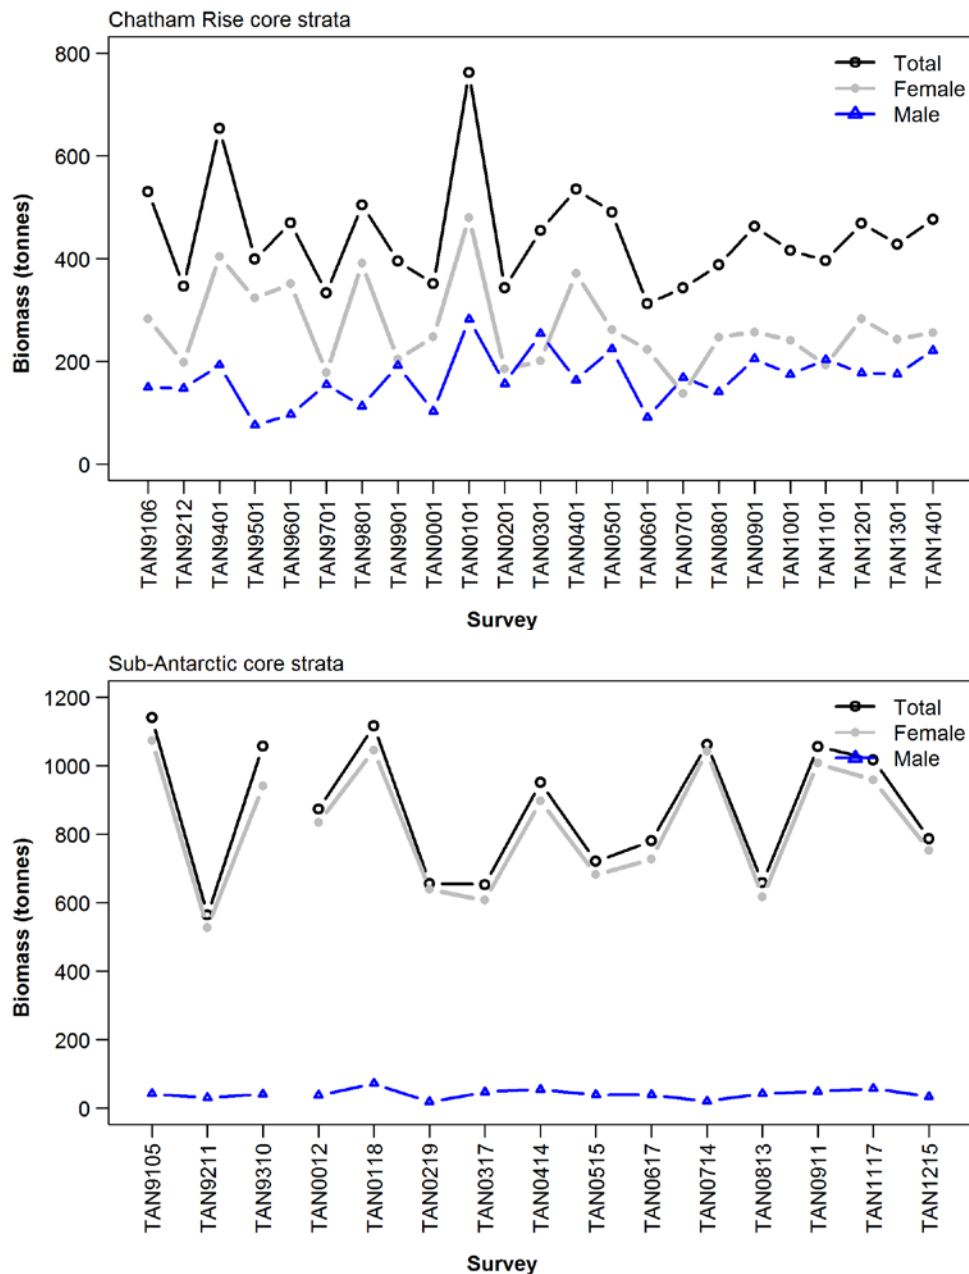 Chatham Rise core strata
800
600
400
200
0
Biomass (tonnes)
Total
Female
Male
TAN9106
TAN9212
TAN9401
TAN9501
TAN9601
TAN9701
TAN9801
TAN9901
TAN0001
TAN0101
TAN0201
TAN0301
TAN0401
TAN0501
TAN0601
TAN0701
TAN0801
TAN0901
TAN1001
TAN1101
TAN1201
TAN1301
TAN1401
Survey
Sub-Antarctic core strata
1200
1000
800
600
400
200
0
Biomass (tonnes)
Total
Female
Male
TAN9105
TAN9211
TAN9310
TAN0012
TAN0118
TAN0219
TAN0317
TAN0414
TAN0515
TAN0617
TAN0714
TAN0813
TAN0911
TAN1117
TAN1215
Survey